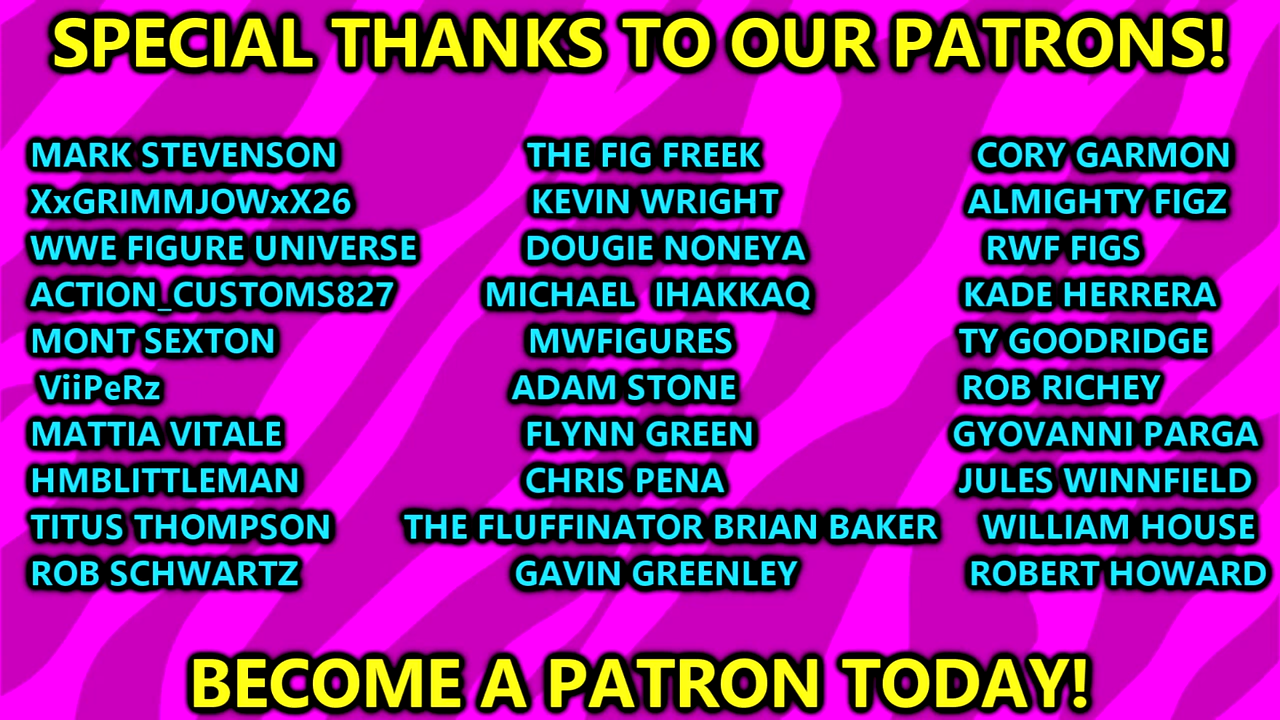 SPECIAL THANKS TO OUR PATRONS!
MARK STEVENSON
XxGRIMMJOWxX26
WWE FIGURE UNIVERSE
ACTION_CUSTOMS827
MONT SEXTON
ViiPeRz
MATTIA VITALE
HMBLITTLEMAN
TITUS THOMPSON
ROB SCHWARTZ
THE FIG FREEK
KEVIN WRIGHT
DOUGIE NONEYA
MICHAEL IHAKKAQ
MWFIGURES
ADAM STONE
FLYNN GREEN
CHRIS PENA
THE FLUFFINATOR BRIAN BAKER
GAVIN GREENLEY
CORY GARMON
ALMIGHTY FIGZ
RWF FIGS
KADE HERRERA
TY GOODRIDGE
ROB RICHEY
GYOVANNI PARGA
JULES WINNFIELD
WILLIAM HOUSE
ROBERT HOWARD
BECOME A PATRON TODAY!